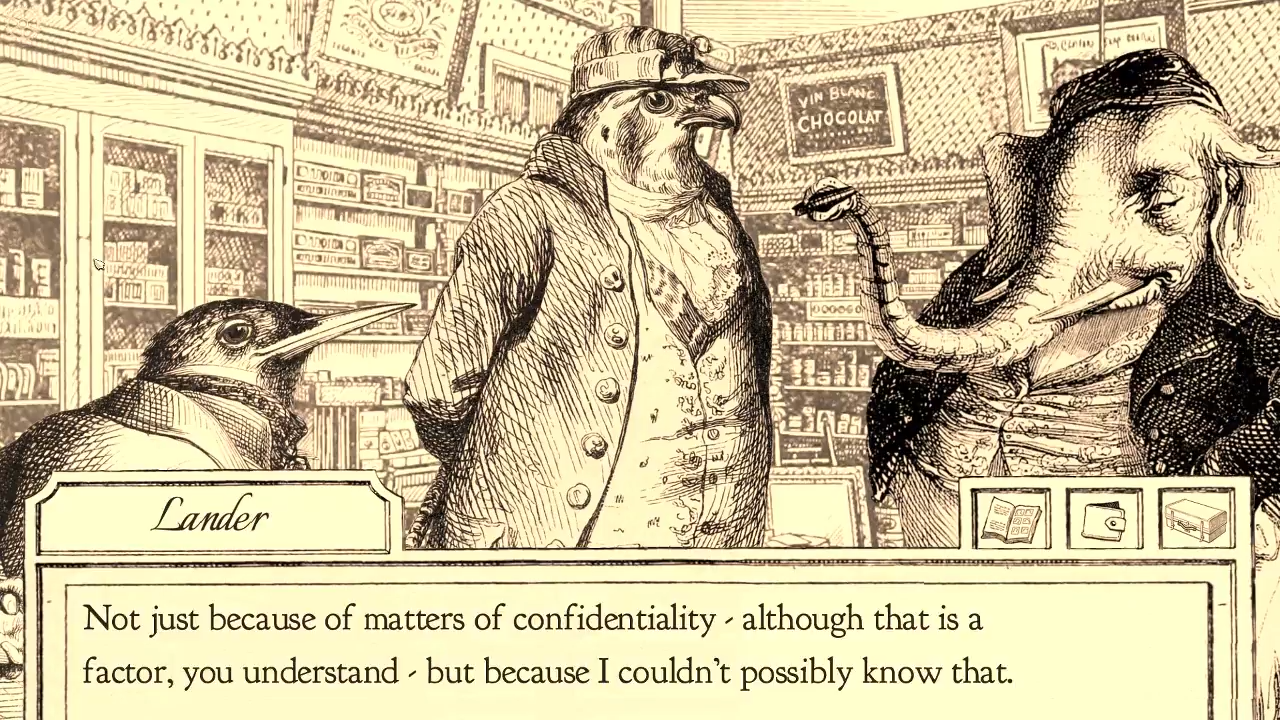 VIN BLANC
CHOCOLAT
Lander
Not just because of matters of confidentiality - although that is a
factor, you understand - but because I couldn't possibly know that.